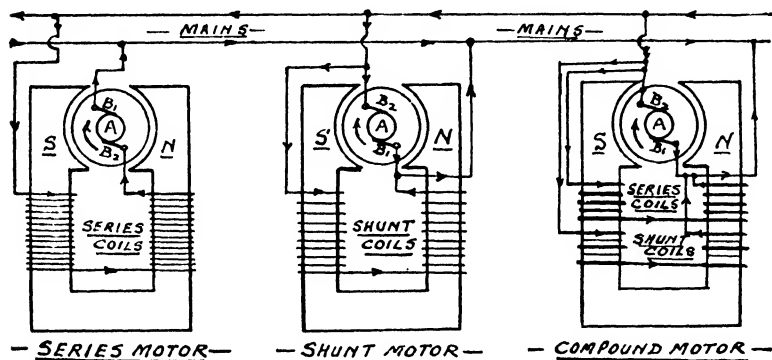 — MAINS —
— MAINS —
B₁
A
B₂
S
N
SERIES
COILS
B₂
A
B₁
S
N
SHUNT
COILS
B₂
A
B₁
S
N
SERIES
COILS
SHUNT
COILS
— SERIES MOTOR —
— SHUNT MOTOR —
— COMPOUND MOTOR —